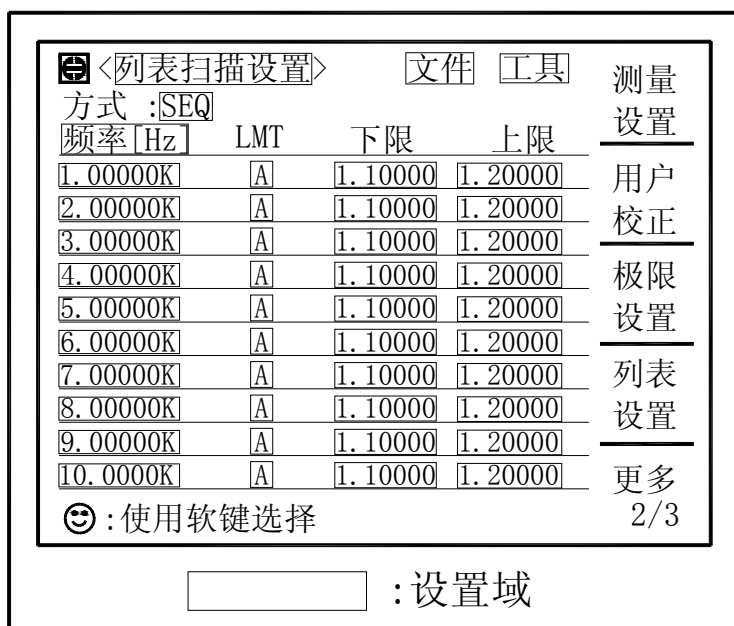 <列表扫描设置> 文件 工具
方式 :SEQ
频率[Hz] LMT 下限 上限
1.00000K A 1.10000 1.20000
2.00000K A 1.10000 1.20000
3.00000K A 1.10000 1.20000
4.00000K A 1.10000 1.20000
5.00000K A 1.10000 1.20000
6.00000K A 1.10000 1.20000
7.00000K A 1.10000 1.20000
8.00000K A 1.10000 1.20000
9.00000K A 1.10000 1.20000
10.0000K A 1.10000 1.20000
:使用软键选择
测量
设置
用户
校正
极限
设置
列表
设置
更多
2/3
:设置域